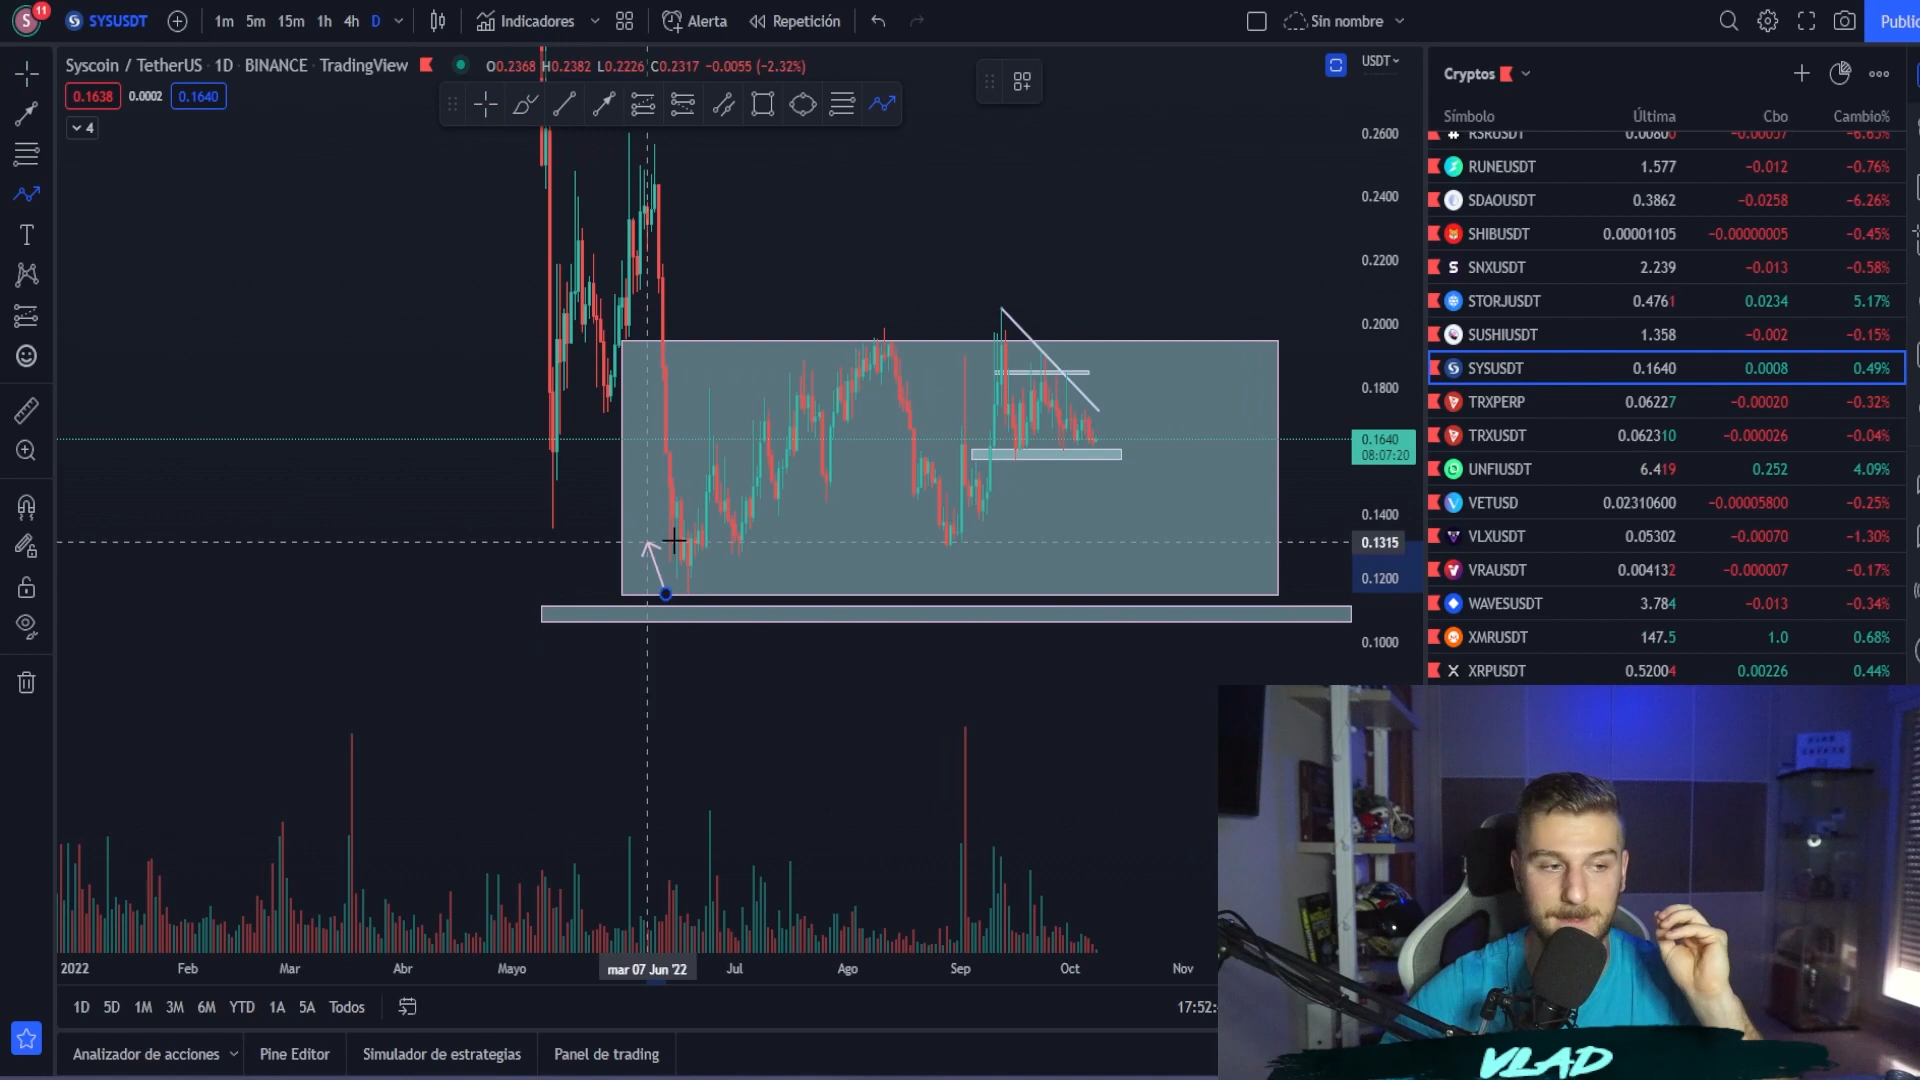 S 11 SYSUSDT 1m 5m 15m 1h 4h D Indicadores Alerta Repetición Sin nombre Public
Syscoin / TetherUS · 1D · BINANCE · TradingView O0.2368 H0.2382 L0.2226 C0.2317 −0.0055 (−2.32%) USDT
0.1638 0.0002 0.1640
4
0.2600
0.2400
0.2200
0.2000
0.1800
0.1640
08:07:20
0.1400
0.1315
0.1200
0.1000
2022 Feb Mar Abr Mayo mar 07 Jun '22 Jul Ago Sep Oct Nov
1D 5D 1M 3M 6M YTD 1A 5A Todos 17:52:
Analizador de acciones Pine Editor Simulador de estrategias Panel de trading
Cryptos
Símbolo Última Cbo Cambio%
RSRUSDT 0.00800 −0.00057 −6.65%
RUNEUSDT 1.577 −0.012 −0.76%
SDAOUSDT 0.3862 −0.0258 −6.26%
SHIBUSDT 0.00001105 −0.00000005 −0.45%
SNXUSDT 2.239 −0.013 −0.58%
STORJUSDT 0.4761 0.0234 5.17%
SUSHIUSDT 1.358 −0.002 −0.15%
SYSUSDT 0.1640 0.0008 0.49%
TRXPERP 0.06227 −0.00020 −0.32%
TRXUSDT 0.062310 −0.000026 −0.04%
UNFIUSDT 6.419 0.252 4.09%
VETUSD 0.02310600 −0.00005800 −0.25%
VLXUSDT 0.05302 −0.00070 −1.30%
VRAUSDT 0.004132 −0.000007 −0.17%
WAVESUSDT 3.784 −0.013 −0.34%
XMRUSDT 147.5 1.0 0.68%
XRPUSDT 0.52004 0.00226 0.44%
VLAD